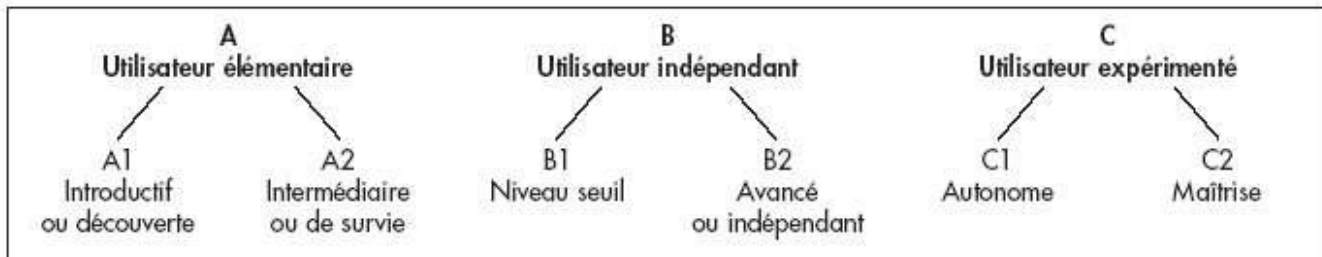 A
Utilisateur élémentaire
A1
Introductif
ou découverte
A2
Intermédiaire
ou de survie
B
Utilisateur indépendant
B1
Niveau seuil
B2
Avancé
ou indépendant
C
Utilisateur expérimenté
C1
Autonome
C2
Maîtrise